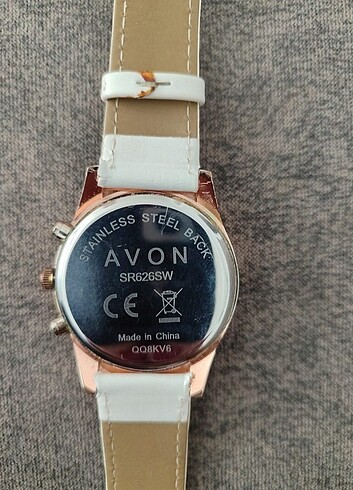 STAINLESS STEEL BACK
AVON
SR626SW
CE
Made in China
QQ8KV6